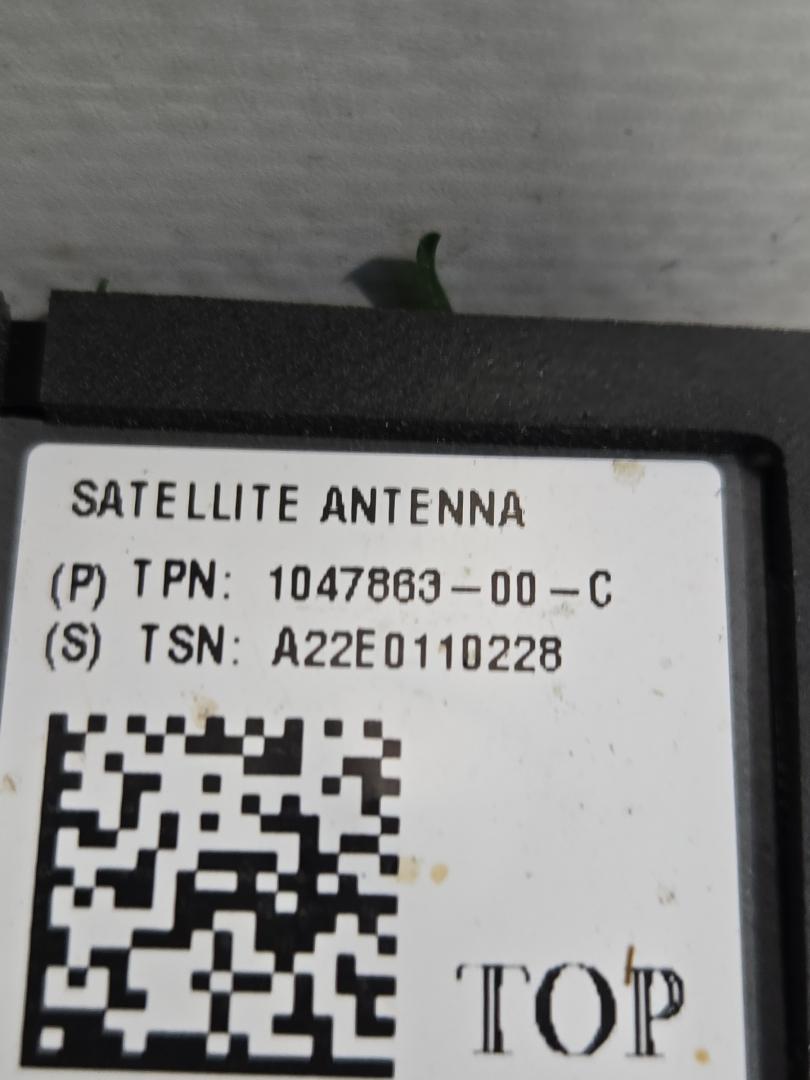 SATELLITE ANTENNA
(P) TPN: 1047863-00-C
(S) TSN: A22E0110228
TOP